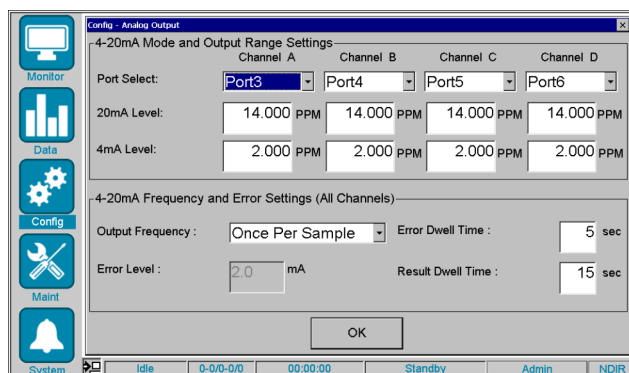 Config - Analog Output
4-20mA Mode and Output Range Settings
Channel A Channel B Channel C Channel D
Port Select: Port3 Port4 Port5 Port6
20mA Level: 14.000 PPM 14.000 PPM 14.000 PPM 14.000 PPM
4mA Level: 2.000 PPM 2.000 PPM 2.000 PPM 2.000 PPM
4-20mA Frequency and Error Settings (All Channels)
Output Frequency : Once Per Sample Error Dwell Time : 5 sec
Error Level : 2.0 mA Result Dwell Time : 15 sec
OK
Monitor
Data
Config
Maint
System
Idle 0-0/0-0/0 00:00:00 Standby Admin NDIR